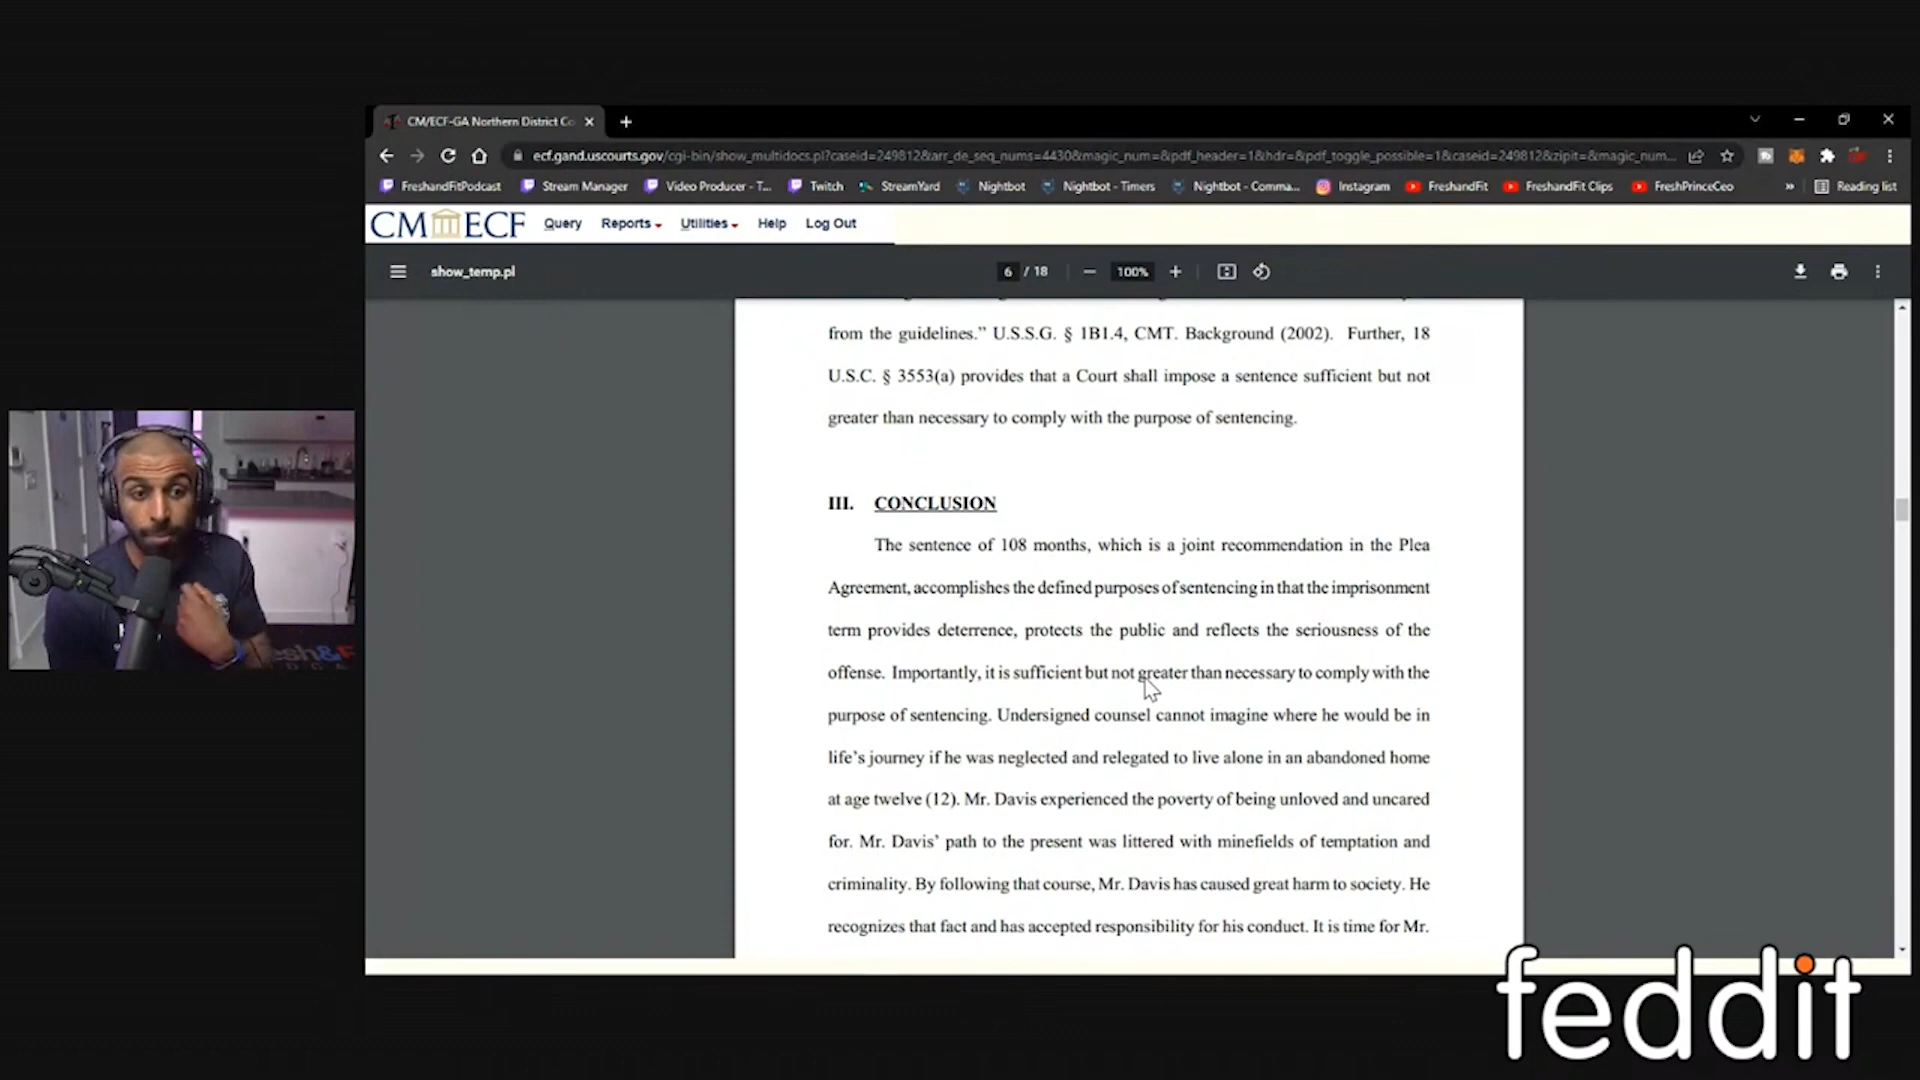 CM/ECF-GA Northern District Co
ecf.gand.uscourts.gov/cgi-bin/show_multidocs.pl?caseid=249812&arr_de_seq_nums=4430&magic_num=&pdf_header=1&hdr=&pdf_toggle_possible=1&caseid=249812&zipit=&magic_num...
FreshandFitPodcast Stream Manager Video Producer - T... Twitch StreamYard Nightbot Nightbot - Timers Nightbot - Comma... Instagram FreshandFit FreshandFit Clips FreshPrinceCeo » Reading list
CM ECF Query Reports Utilities Help Log Out
show_temp.pl 6 / 18 100%
from the guidelines.” U.S.S.G. § 1B1.4, CMT. Background (2002). Further, 18
U.S.C. § 3553(a) provides that a Court shall impose a sentence sufficient but not
greater than necessary to comply with the purpose of sentencing.
III. CONCLUSION
The sentence of 108 months, which is a joint recommendation in the Plea
Agreement, accomplishes the defined purposes of sentencing in that the imprisonment
term provides deterrence, protects the public and reflects the seriousness of the
offense. Importantly, it is sufficient but not greater than necessary to comply with the
purpose of sentencing. Undersigned counsel cannot imagine where he would be in
life’s journey if he was neglected and relegated to live alone in an abandoned home
at age twelve (12). Mr. Davis experienced the poverty of being unloved and uncared
for. Mr. Davis’ path to the present was littered with minefields of temptation and
criminality. By following that course, Mr. Davis has caused great harm to society. He
recognizes that fact and has accepted responsibility for his conduct. It is time for Mr.
feddit